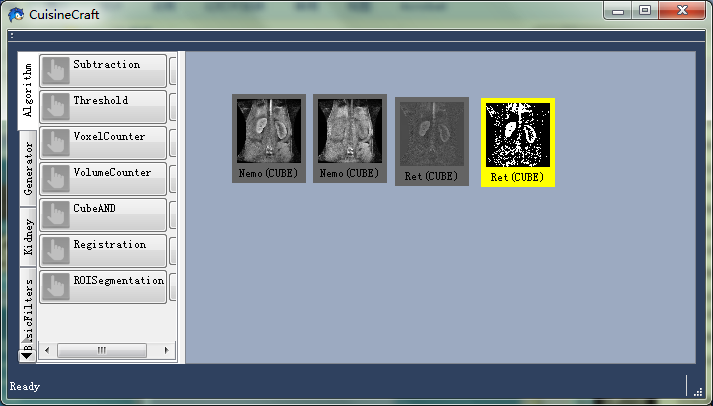 CuisineCraft
Algorithm
Generator
Kidney
BasicFilters
Subtraction
Threshold
VoxelCounter
VolumeCounter
CubeAND
Registration
ROISegmentation
Nemo(CUBE)
Nemo(CUBE)
Ret(CUBE)
Ret(CUBE)
Ready